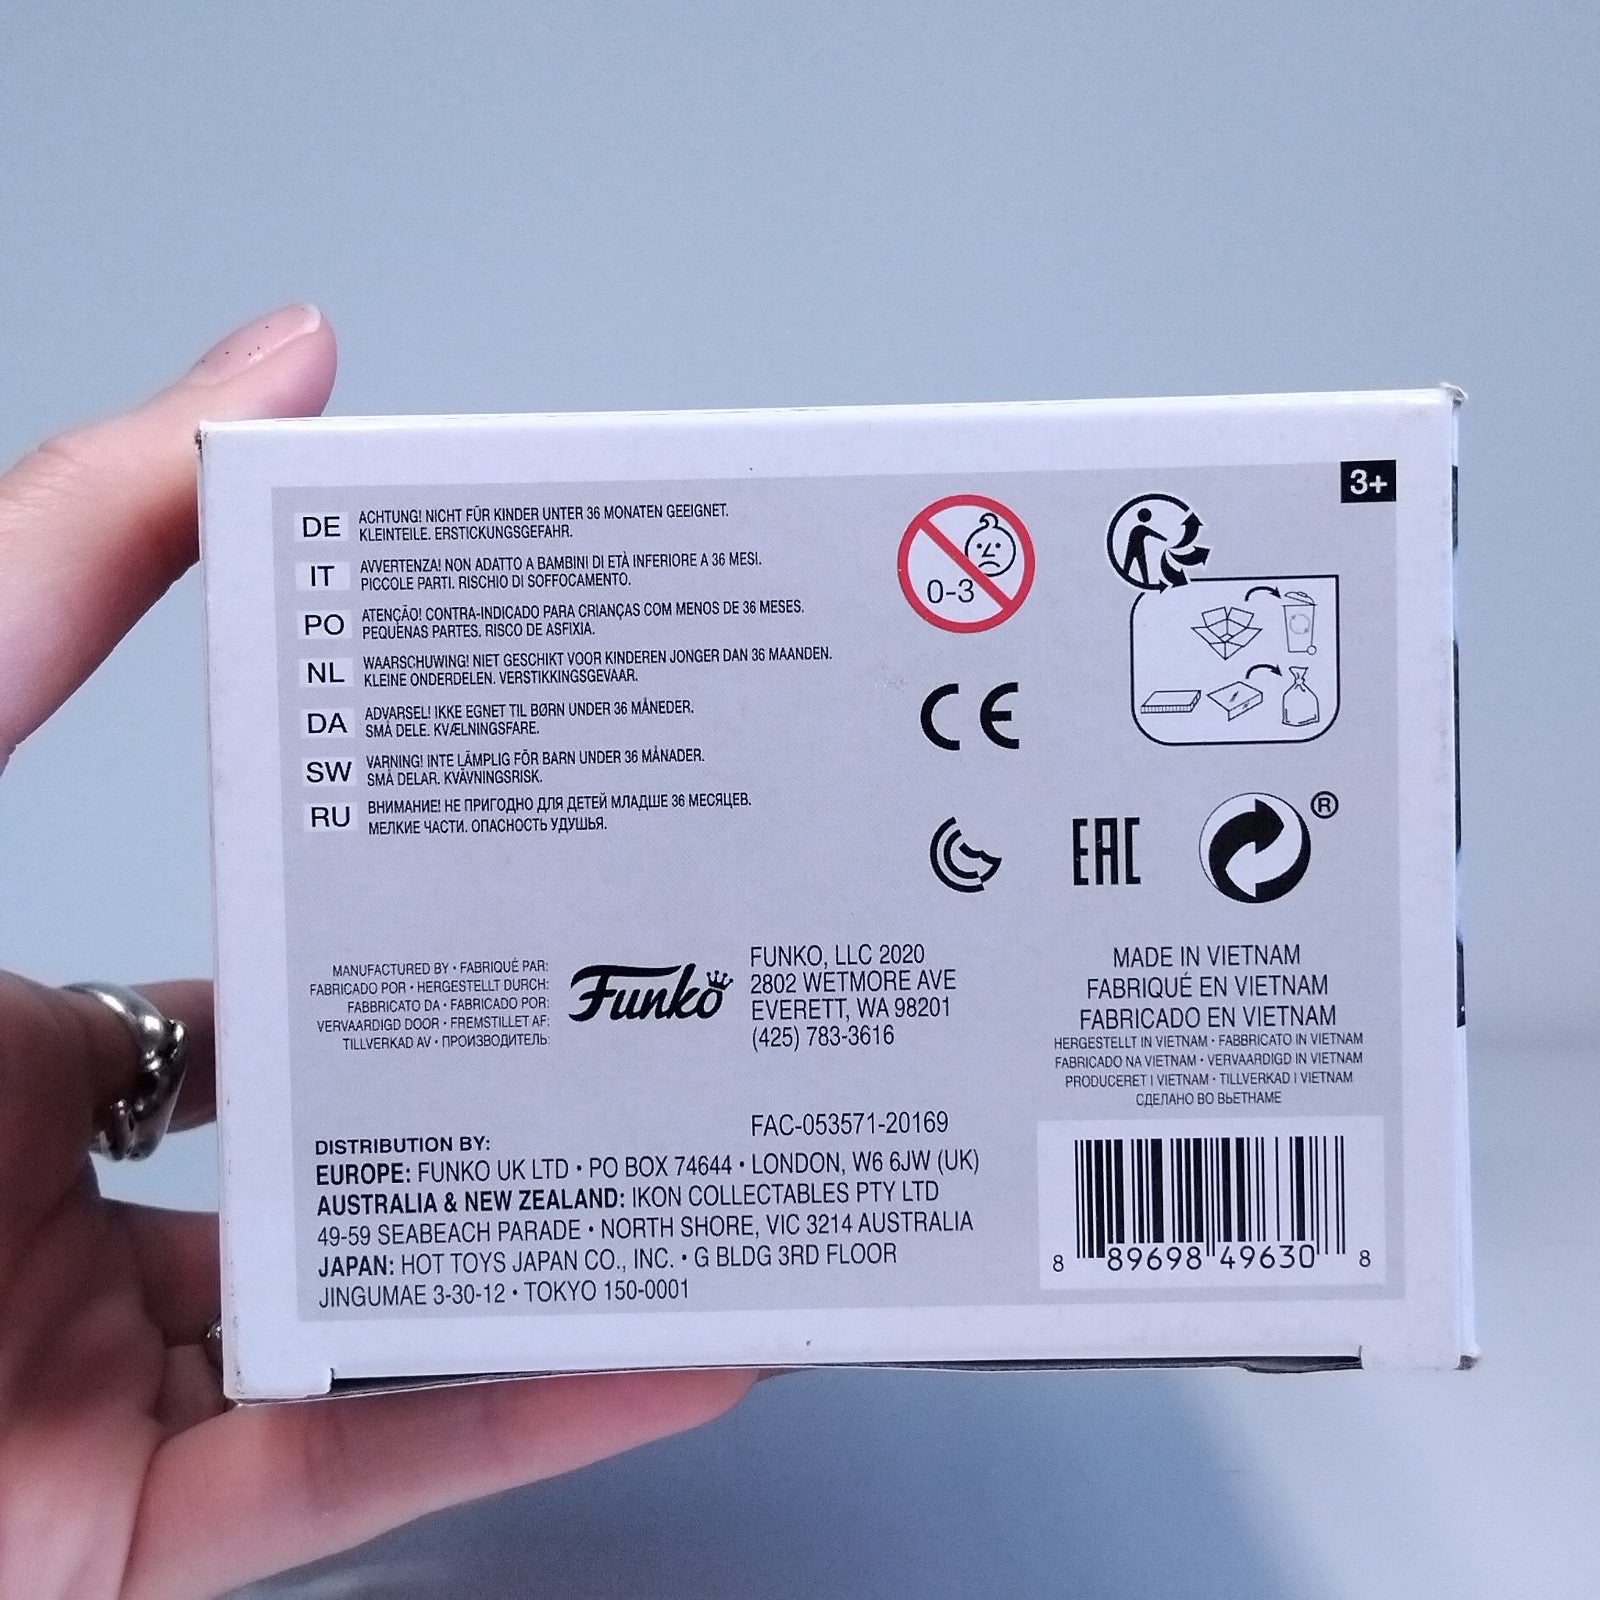 3+
DE
ACHTUNG! NICHT FÜR KINDER UNTER 36 MONATEN GEEIGNET.
KLEINTEILE. ERSTICKUNGSGEFAHR.
IT
AVVERTENZA! NON ADATTO A BAMBINI DI ETÀ INFERIORE A 36 MESI.
PICCOLE PARTI. RISCHIO DI SOFFOCAMENTO.
PO
ATENÇÃO! CONTRA-INDICADO PARA CRIANÇAS COM MENOS DE 36 MESES.
PEQUENAS PARTES. RISCO DE ASFIXIA.
NL
WAARSCHUWING! NIET GESCHIKT VOOR KINDEREN JONGER DAN 36 MAANDEN.
KLEINE ONDERDELEN. VERSTIKKINGSGEVAAR.
DA
ADVARSEL! IKKE EGNET TIL BØRN UNDER 36 MÅNEDER.
SMÅ DELE. KVÆLNINGSFARE.
SW
VARNING! INTE LÄMPLIG FÖR BARN UNDER 36 MÅNADER.
SMÅ DELAR. KVÄVNINGSRISK.
RU
ВНИМАНИЕ! НЕ ПРИГОДНО ДЛЯ ДЕТЕЙ МЛАДШЕ 36 МЕСЯЦЕВ.
МЕЛКИЕ ЧАСТИ. ОПАСНОСТЬ УДУШЬЯ.
0-3
CE
EAC
®
MANUFACTURED BY • FABRIQUÉ PAR:
FABRICADO POR • HERGESTELLT DURCH:
FABBRICATO DA • FABRICADO POR:
VERVAARDIGD DOOR • FREMSTILLET AF:
TILLVERKAD AV • ПРОИЗВОДИТЕЛЬ:
Funko
FUNKO, LLC 2020
2802 WETMORE AVE
EVERETT, WA 98201
(425) 783-3616
MADE IN VIETNAM
FABRIQUÉ EN VIETNAM
FABRICADO EN VIETNAM
HERGESTELLT IN VIETNAM • FABBRICATO IN VIETNAM
FABRICADO NA VIETNAM • VERVAARDIGD IN VIETNAM
PRODUCERET I VIETNAM • TILLVERKAD I VIETNAM
СДЕЛАНО ВО ВЬЕТНАМЕ
FAC-053571-20169
DISTRIBUTION BY:
EUROPE: FUNKO UK LTD • PO BOX 74644 • LONDON, W6 6JW (UK)
AUSTRALIA & NEW ZEALAND: IKON COLLECTABLES PTY LTD
49-59 SEABEACH PARADE • NORTH SHORE, VIC 3214 AUSTRALIA
JAPAN: HOT TOYS JAPAN CO., INC. • G BLDG 3RD FLOOR
JINGUMAE 3-30-12 • TOKYO 150-0001
8 89698 49630 8